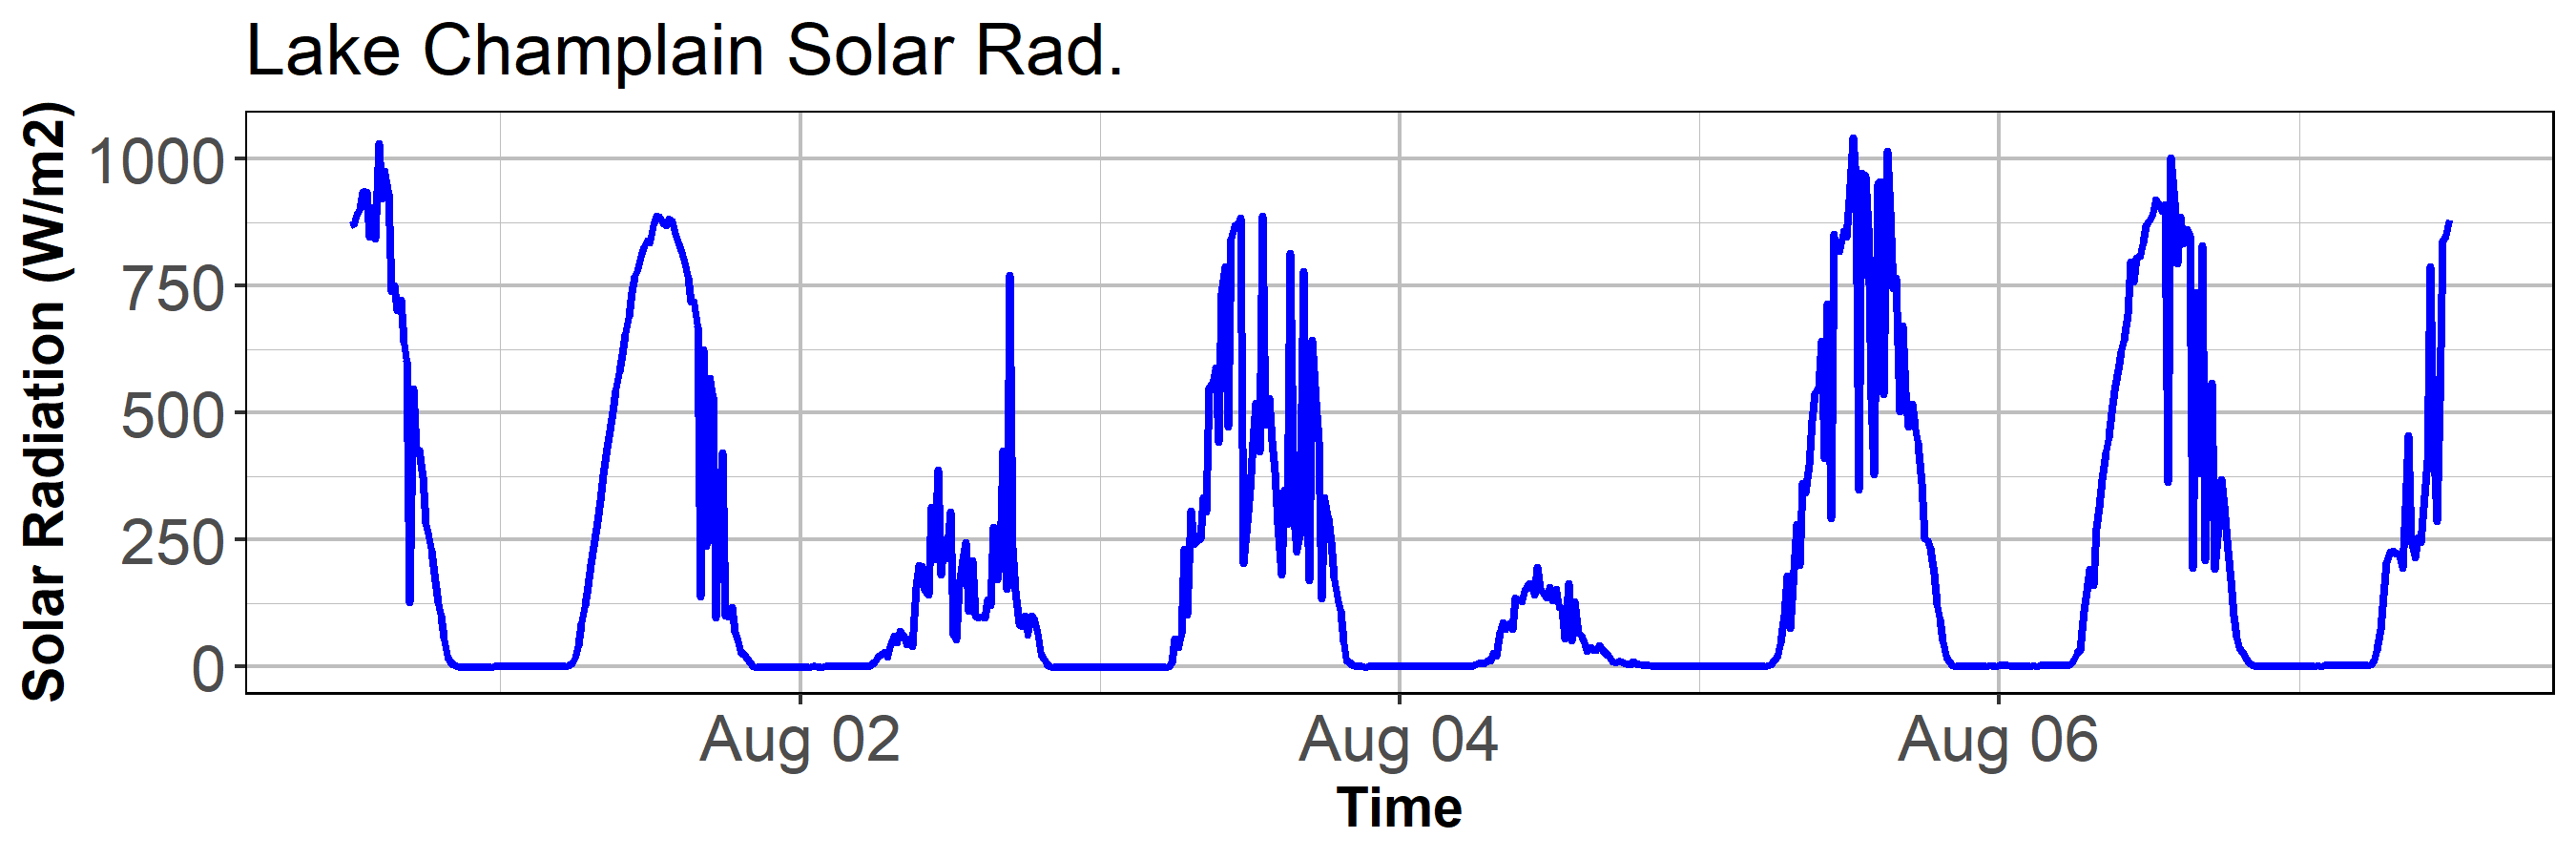 Lake Champlain Solar Rad.
Solar Radiation (W/m2)
1000
750
500
250
0
Aug 02
Aug 04
Aug 06
Time